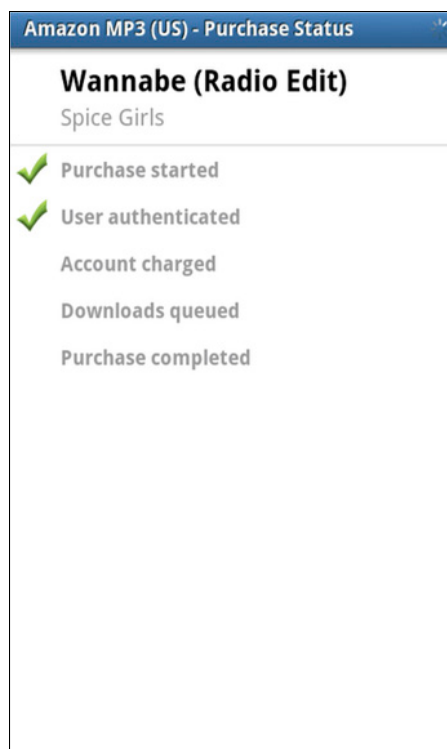 Amazon MP3 (US) - Purchase Status
Wannabe (Radio Edit)
Spice Girls
Purchase started
User authenticated
Account charged
Downloads queued
Purchase completed